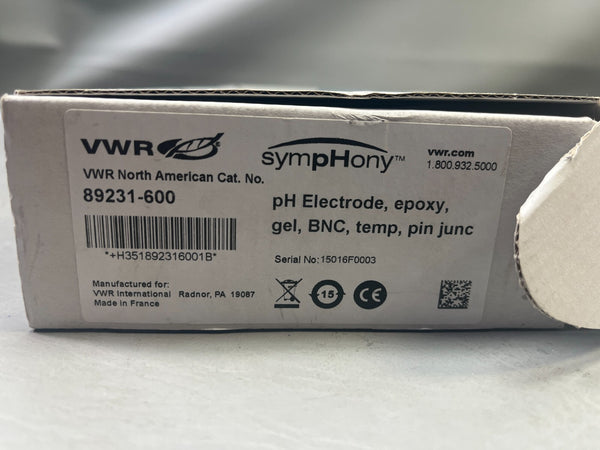 VWR
VWR North American Cat. No.
89231-600
*+H351892316001B*
Manufactured for:
VWR International Radnor, PA 19087
Made in France
sympHony™
vwr.com
1.800.932.5000
pH Electrode, epoxy,
gel, BNC, temp, pin junc
Serial No: 15016F0003
15
CE